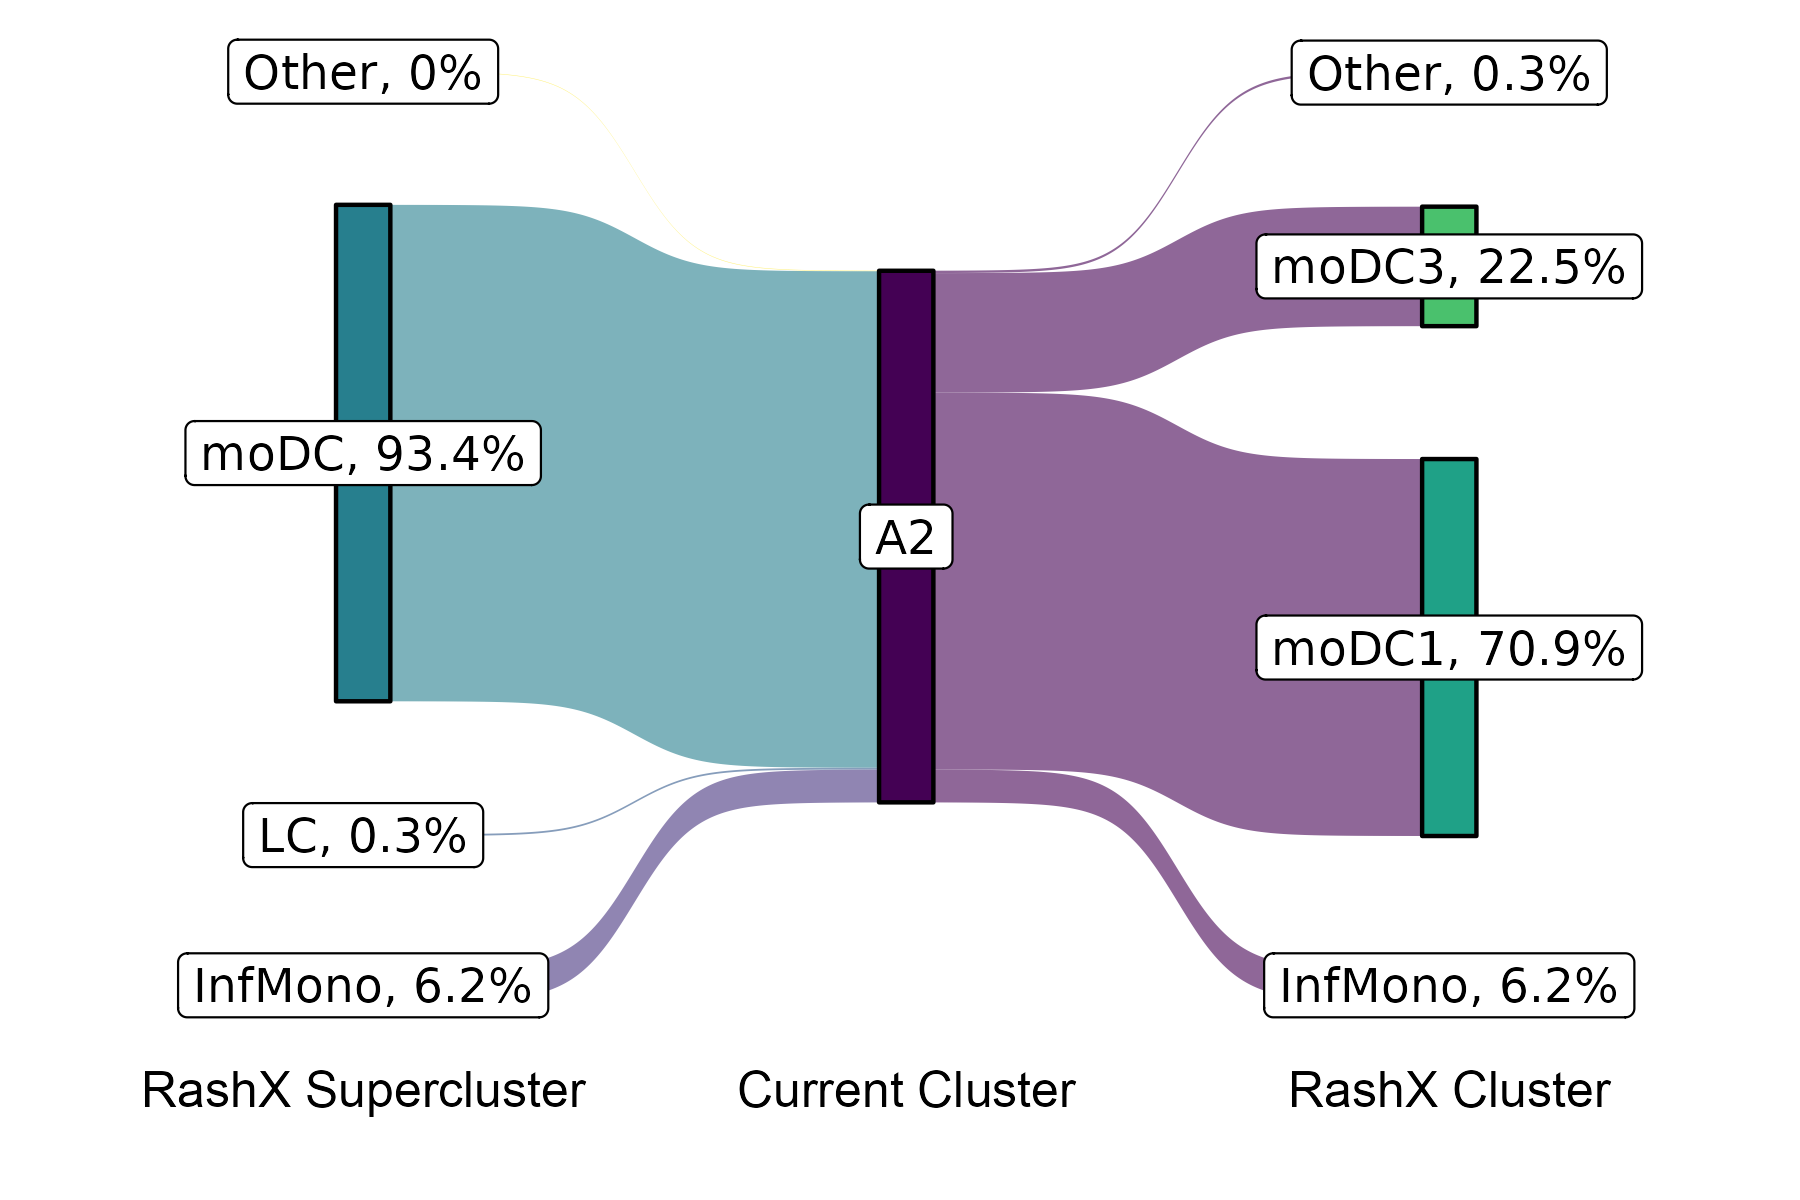 Other, 0%
Other, 0.3%
moDC3, 22.5%
moDC, 93.4%
A2
moDC1, 70.9%
LC, 0.3%
InfMono, 6.2%
InfMono, 6.2%
RashX Supercluster
Current Cluster
RashX Cluster